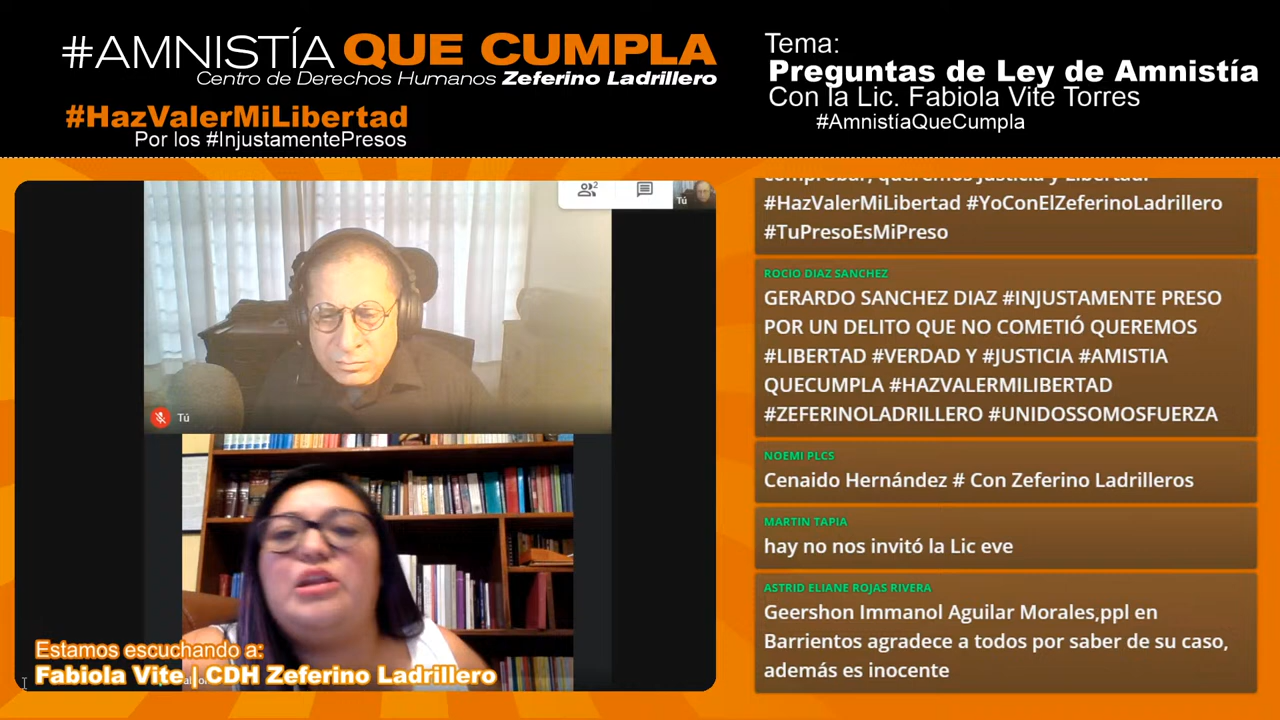 #AMNISTÍA QUE CUMPLA
Centro de Derechos Humanos Zeferino Ladrillero
#HazValerMiLibertad
Por los #InjustamentePresos
Tema:
Preguntas de Ley de Amnistía
Con la Lic. Fabiola Vite Torres
#AmnistíaQueCumpla
2
Tú
Tú
Estamos escuchando a:
Fabiola Vite | CDH Zeferino Ladrillero
comprobar, queremos Justicia y Libertad.
#HazValerMiLibertad #YoConElZeferinoLadrillero
#TuPresoEsMiPreso
ROCIO DIAZ SANCHEZ
GERARDO SANCHEZ DIAZ #INJUSTAMENTE PRESO
POR UN DELITO QUE NO COMETIÓ QUEREMOS
#LIBERTAD #VERDAD Y #JUSTICIA #AMISTIA
QUECUMPLA #HAZVALERMILIBERTAD
#ZEFERINOLADRILLERO #UNIDOSSOMOSFUERZA
NOEMI PLCS
Cenaido Hernández # Con Zeferino Ladrilleros
MARTIN TAPIA
hay no nos invitó la Lic eve
ASTRID ELIANE ROJAS RIVERA
Geershon Immanol Aguilar Morales,ppl en
Barrientos agradece a todos por saber de su caso,
además es inocente